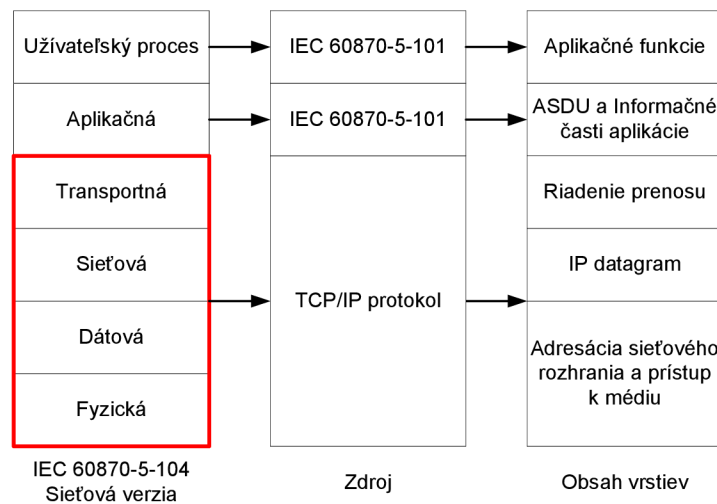 Užívateľský proces
IEC 60870-5-101
Aplikačné funkcie
Aplikačná
IEC 60870-5-101
ASDU a Informačné
časti aplikácie
Transportná
Sieťová
Dátová
Fyzická
TCP/IP protokol
Riadenie prenosu
IP datagram
Adresácia sieťového
rozhrania a prístup
k médiu
IEC 60870-5-104
Sieťová verzia
Zdroj
Obsah vrstiev